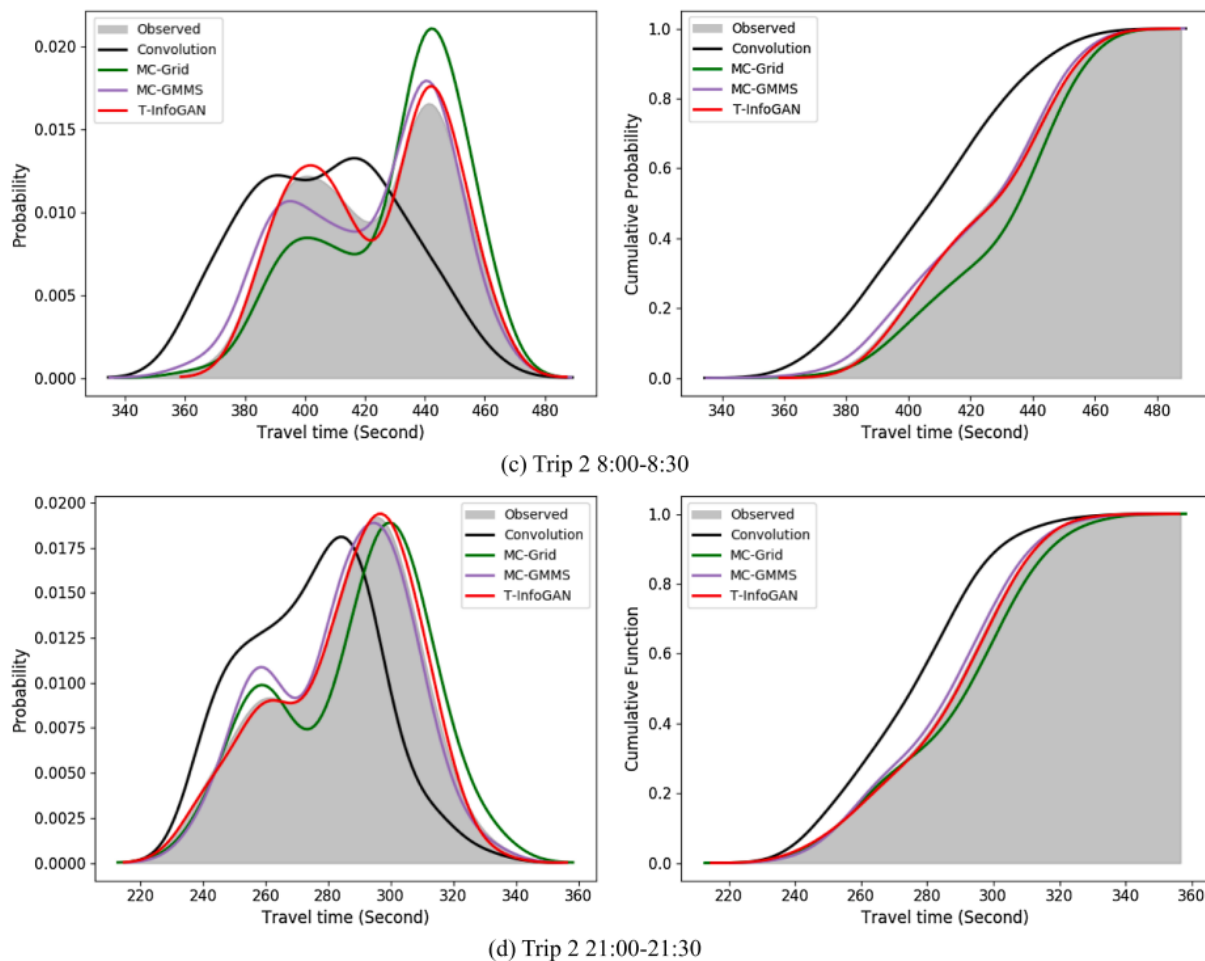 Observed
Convolution
MC-Grid
MC-GMMS
T-InfoGAN
Probability
0.020
0.015
0.010
0.005
0.000
340 360 380 400 420 440 460 480
Travel time (Second)
Observed
Convolution
MC-Grid
MC-GMMS
T-InfoGAN
Cumulative Probability
1.0
0.8
0.6
0.4
0.2
0.0
340 360 380 400 420 440 460 480
Travel time (Second)
(c) Trip 2 8:00-8:30
Observed
Convolution
MC-Grid
MC-GMMS
T-InfoGAN
Probability
0.0200
0.0175
0.0150
0.0125
0.0100
0.0075
0.0050
0.0025
0.0000
220 240 260 280 300 320 340 360
Travel time (Second)
Observed
Convolution
MC-Grid
MC-GMMS
T-InfoGAN
Cumulative Function
1.0
0.8
0.6
0.4
0.2
0.0
220 240 260 280 300 320 340 360
Travel time (Second)
(d) Trip 2 21:00-21:30